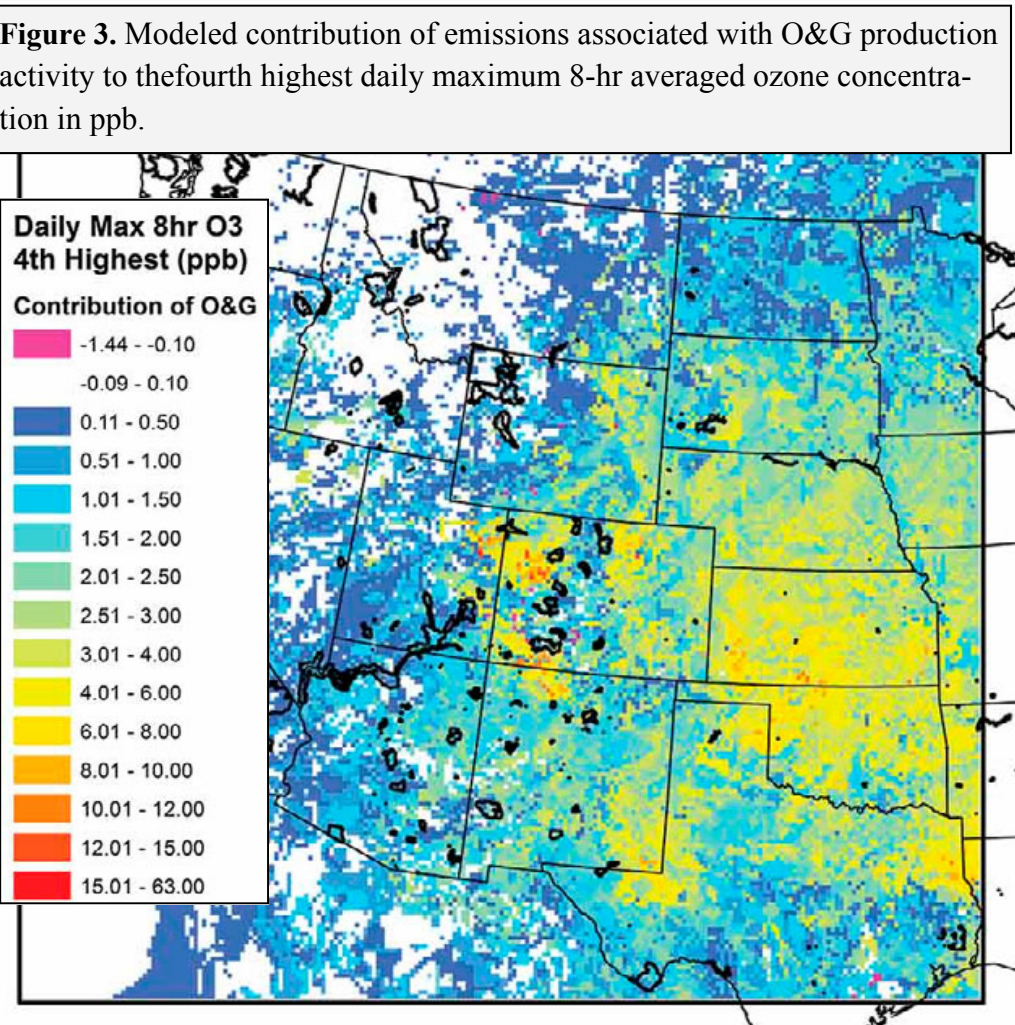 Figure 3. Modeled contribution of emissions associated with O&G production
activity to thefourth highest daily maximum 8-hr averaged ozone concentra-
tion in ppb.
Daily Max 8hr O3
4th Highest (ppb)
Contribution of O&G
-1.44 - -0.10
-0.09 - 0.10
0.11 - 0.50
0.51 - 1.00
1.01 - 1.50
1.51 - 2.00
2.01 - 2.50
2.51 - 3.00
3.01 - 4.00
4.01 - 6.00
6.01 - 8.00
8.01 - 10.00
10.01 - 12.00
12.01 - 15.00
15.01 - 63.00